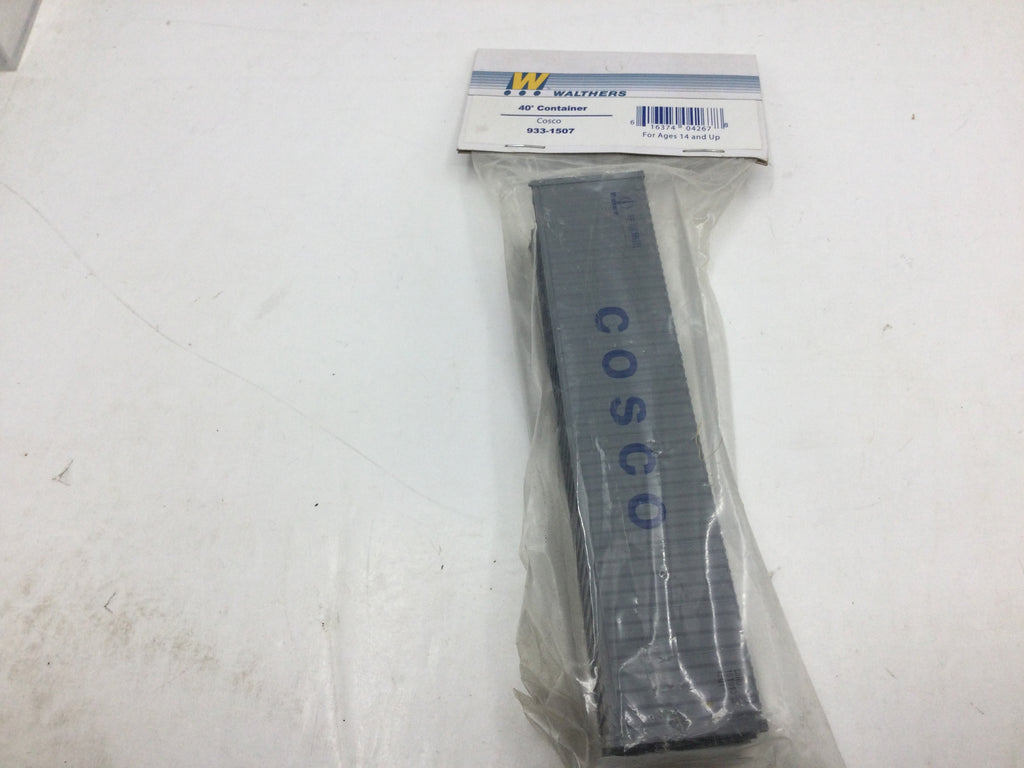 W
WALTHERS
40' Container
Cosco
933-1507
6 16374 04267 8
For Ages 14 and Up
COSCO